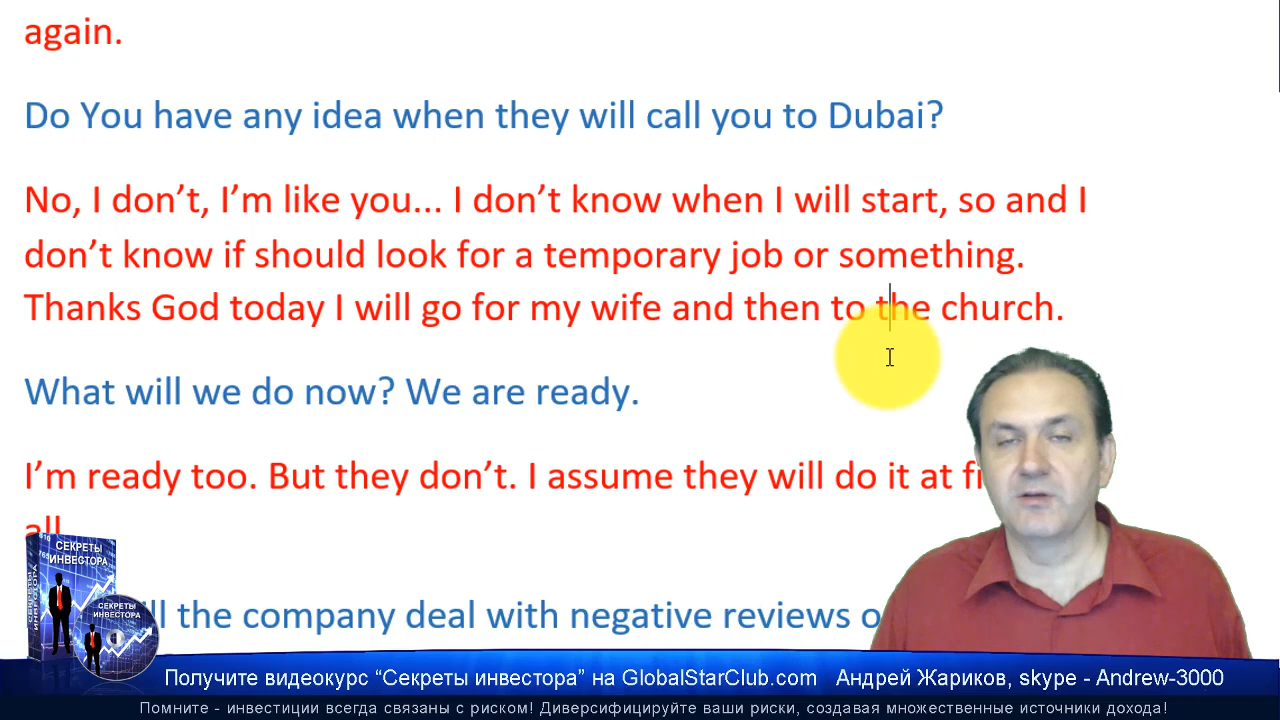 again.
Do You have any idea when they will call you to Dubai?
No, I don’t, I’m like you... I don’t know when I will start, so and I
don’t know if should look for a temporary job or something.
Thanks God today I will go for my wife and then to the church.
What will we do now? We are ready.
I’m ready too. But they don’t. I assume they will do it at
all
the company deal with negative reviews
СЕКРЕТЫ
ИНВЕСТОРА
СЕКРЕТЫ ИНВЕСТОРА
СЕКРЕТЫ
ИНВЕСТОРА
Получите видеокурс “Секреты инвестора” на GlobalStarClub.com Андрей Жариков, skype - Andrew-3000
Помните - инвестиции всегда связаны с риском! Диверсифицируйте ваши риски, создавая множественные источники дохода!